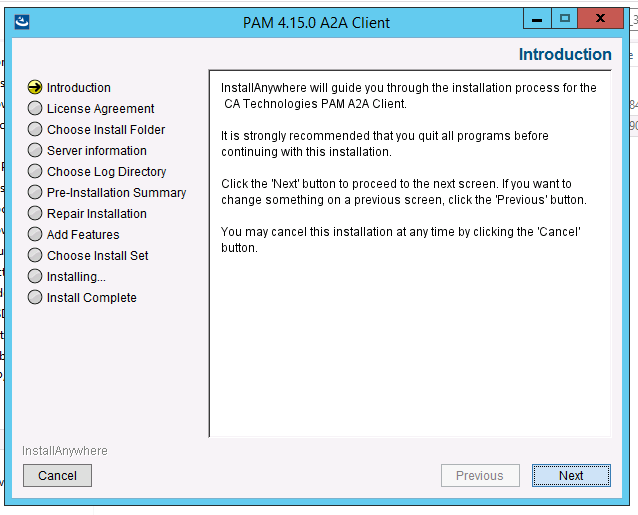 PAM 4.15.0 A2A Client
Introduction
Introduction
License Agreement
Choose Install Folder
Server information
Choose Log Directory
Pre-Installation Summary
Repair Installation
Add Features
Choose Install Set
Installing...
Install Complete
InstallAnywhere will guide you through the installation process for the
CA Technologies PAM A2A Client.
It is strongly recommended that you quit all programs before
continuing with this installation.
Click the 'Next' button to proceed to the next screen. If you want to
change something on a previous screen, click the 'Previous' button.
You may cancel this installation at any time by clicking the 'Cancel'
button.
InstallAnywhere
Cancel
Previous
Next